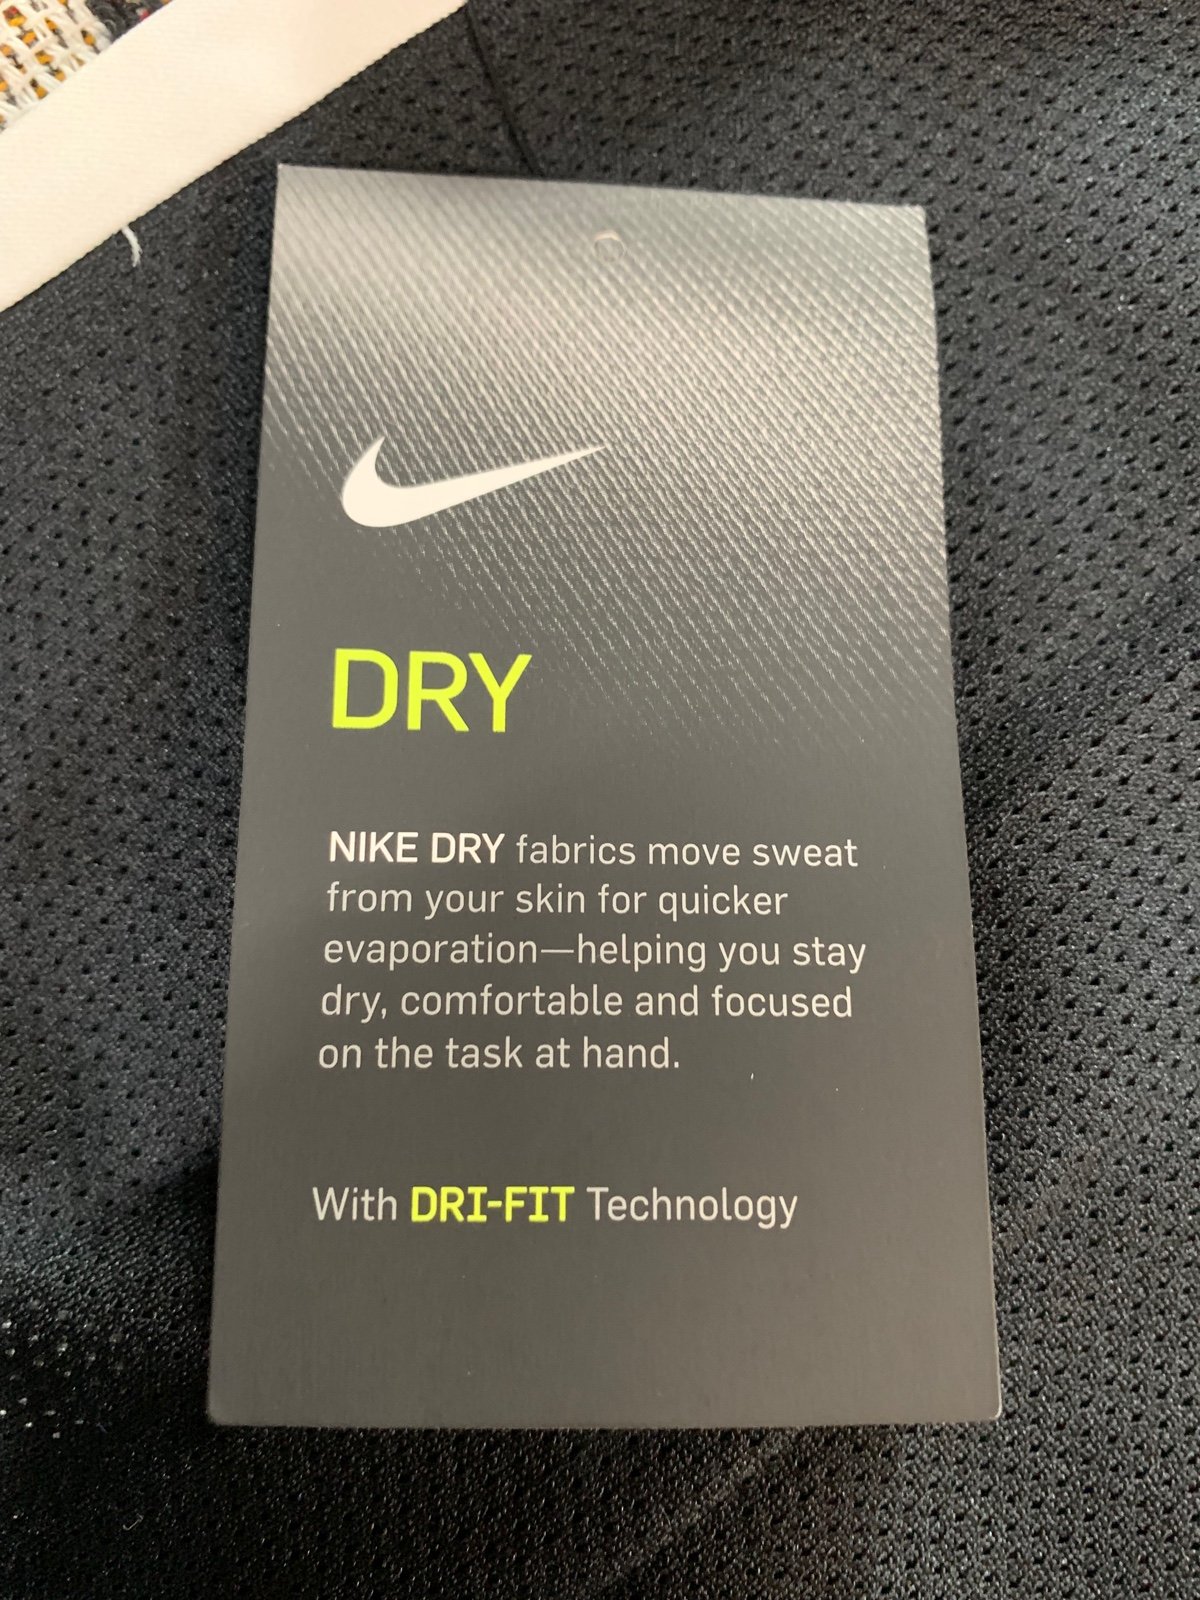 DRY
NIKE DRY fabrics move sweat
from your skin for quicker
evaporation—helping you stay
dry, comfortable and focused
on the task at hand.
With DRI-FIT Technology